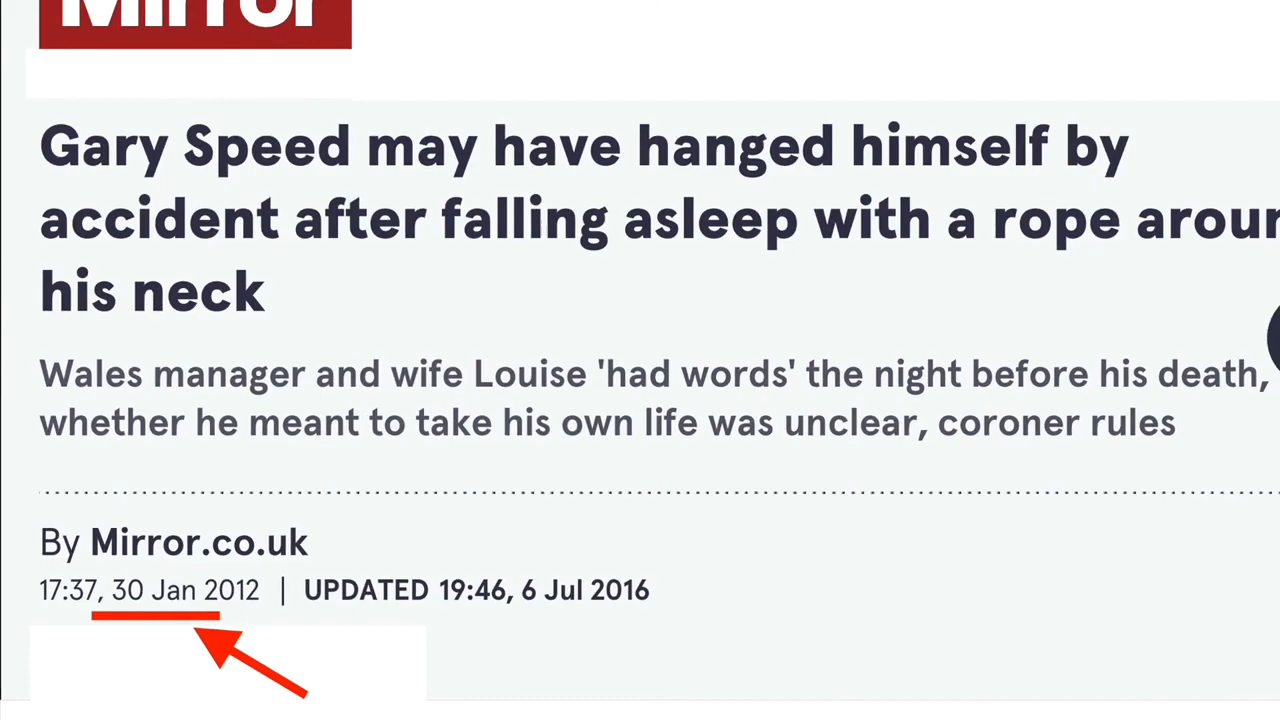 Mirror
Gary Speed may have hanged himself by
accident after falling asleep with a rope
his neck
Wales manager and wife Louise 'had words' the night before his death,
whether he meant to take his own life was unclear, coroner rules
By Mirror.co.uk
17:37, 30 Jan 2012 | UPDATED 19:46, 6 Jul 2016